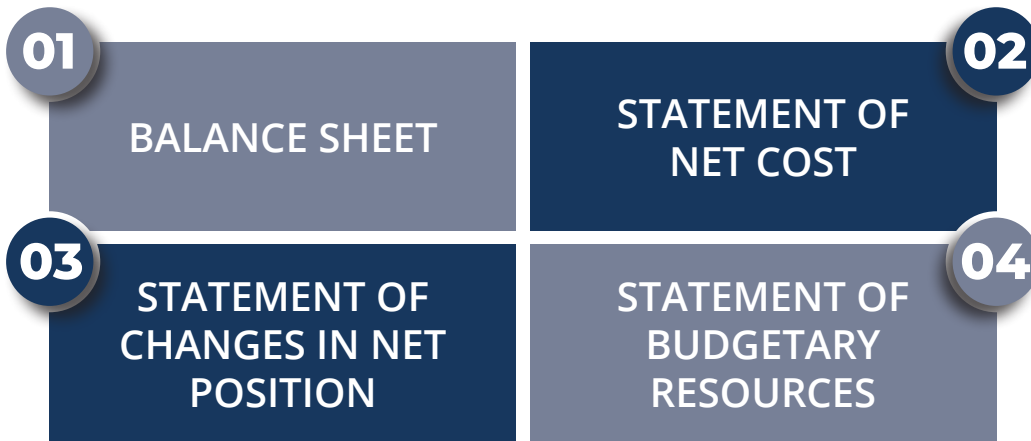 01
BALANCE SHEET
02
STATEMENT OF
NET COST
03
STATEMENT OF
CHANGES IN NET
POSITION
04
STATEMENT OF
BUDGETARY
RESOURCES